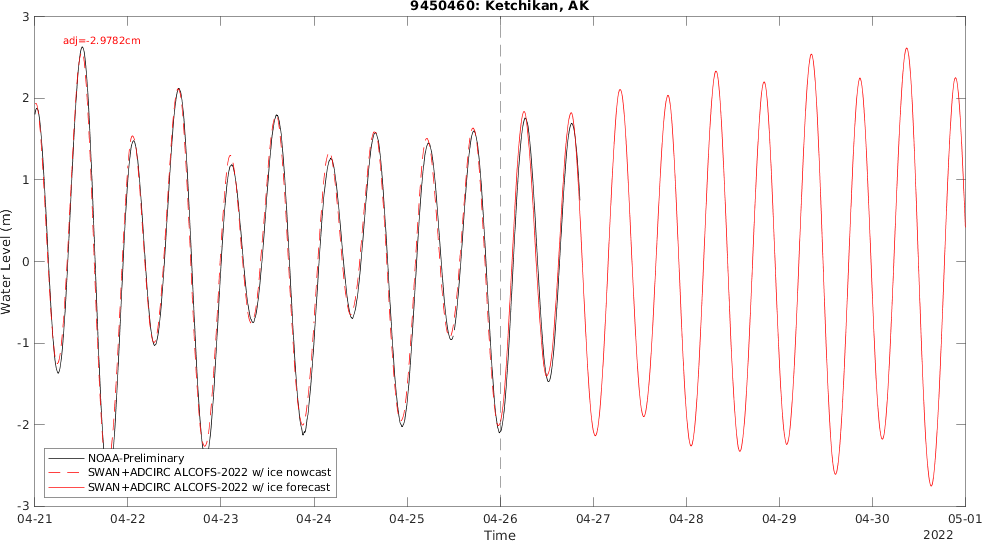 9450460: Ketchikan, AK
adj=-2.9782cm
3
2
1
0
-1
-2
-3
Water Level (m)
NOAA-Preliminary
SWAN+ADCIRC ALCOFS-2022 w/ ice nowcast
SWAN+ADCIRC ALCOFS-2022 w/ ice forecast
04-21 04-22 04-23 04-24 04-25 04-26 04-27 04-28 04-29 04-30 05-01
Time
2022